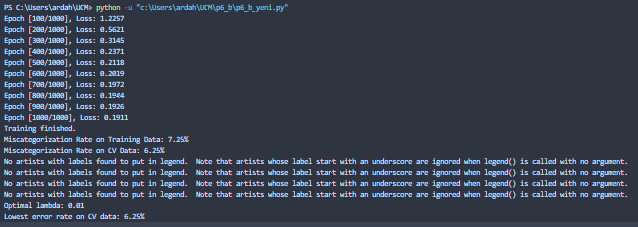 PS C:\Users\ardah\UCM> python -u "c:\Users\ardah\UCM\p6_b\p6_b_yeni.py"
Epoch [100/1000], Loss: 1.2257
Epoch [200/1000], Loss: 0.5621
Epoch [300/1000], Loss: 0.3145
Epoch [400/1000], Loss: 0.2371
Epoch [500/1000], Loss: 0.2118
Epoch [600/1000], Loss: 0.2019
Epoch [700/1000], Loss: 0.1972
Epoch [800/1000], Loss: 0.1944
Epoch [900/1000], Loss: 0.1926
Epoch [1000/1000], Loss: 0.1911
Training finished.
Miscategorization Rate on Training Data: 7.25%
Miscategorization Rate on CV Data: 6.25%
No artists with labels found to put in legend.  Note that artists whose label start with an underscore are ignored when legend() is called with no argument.
No artists with labels found to put in legend.  Note that artists whose label start with an underscore are ignored when legend() is called with no argument.
No artists with labels found to put in legend.  Note that artists whose label start with an underscore are ignored when legend() is called with no argument.
No artists with labels found to put in legend.  Note that artists whose label start with an underscore are ignored when legend() is called with no argument.
Optimal lambda: 0.01
Lowest error rate on CV data: 6.25%